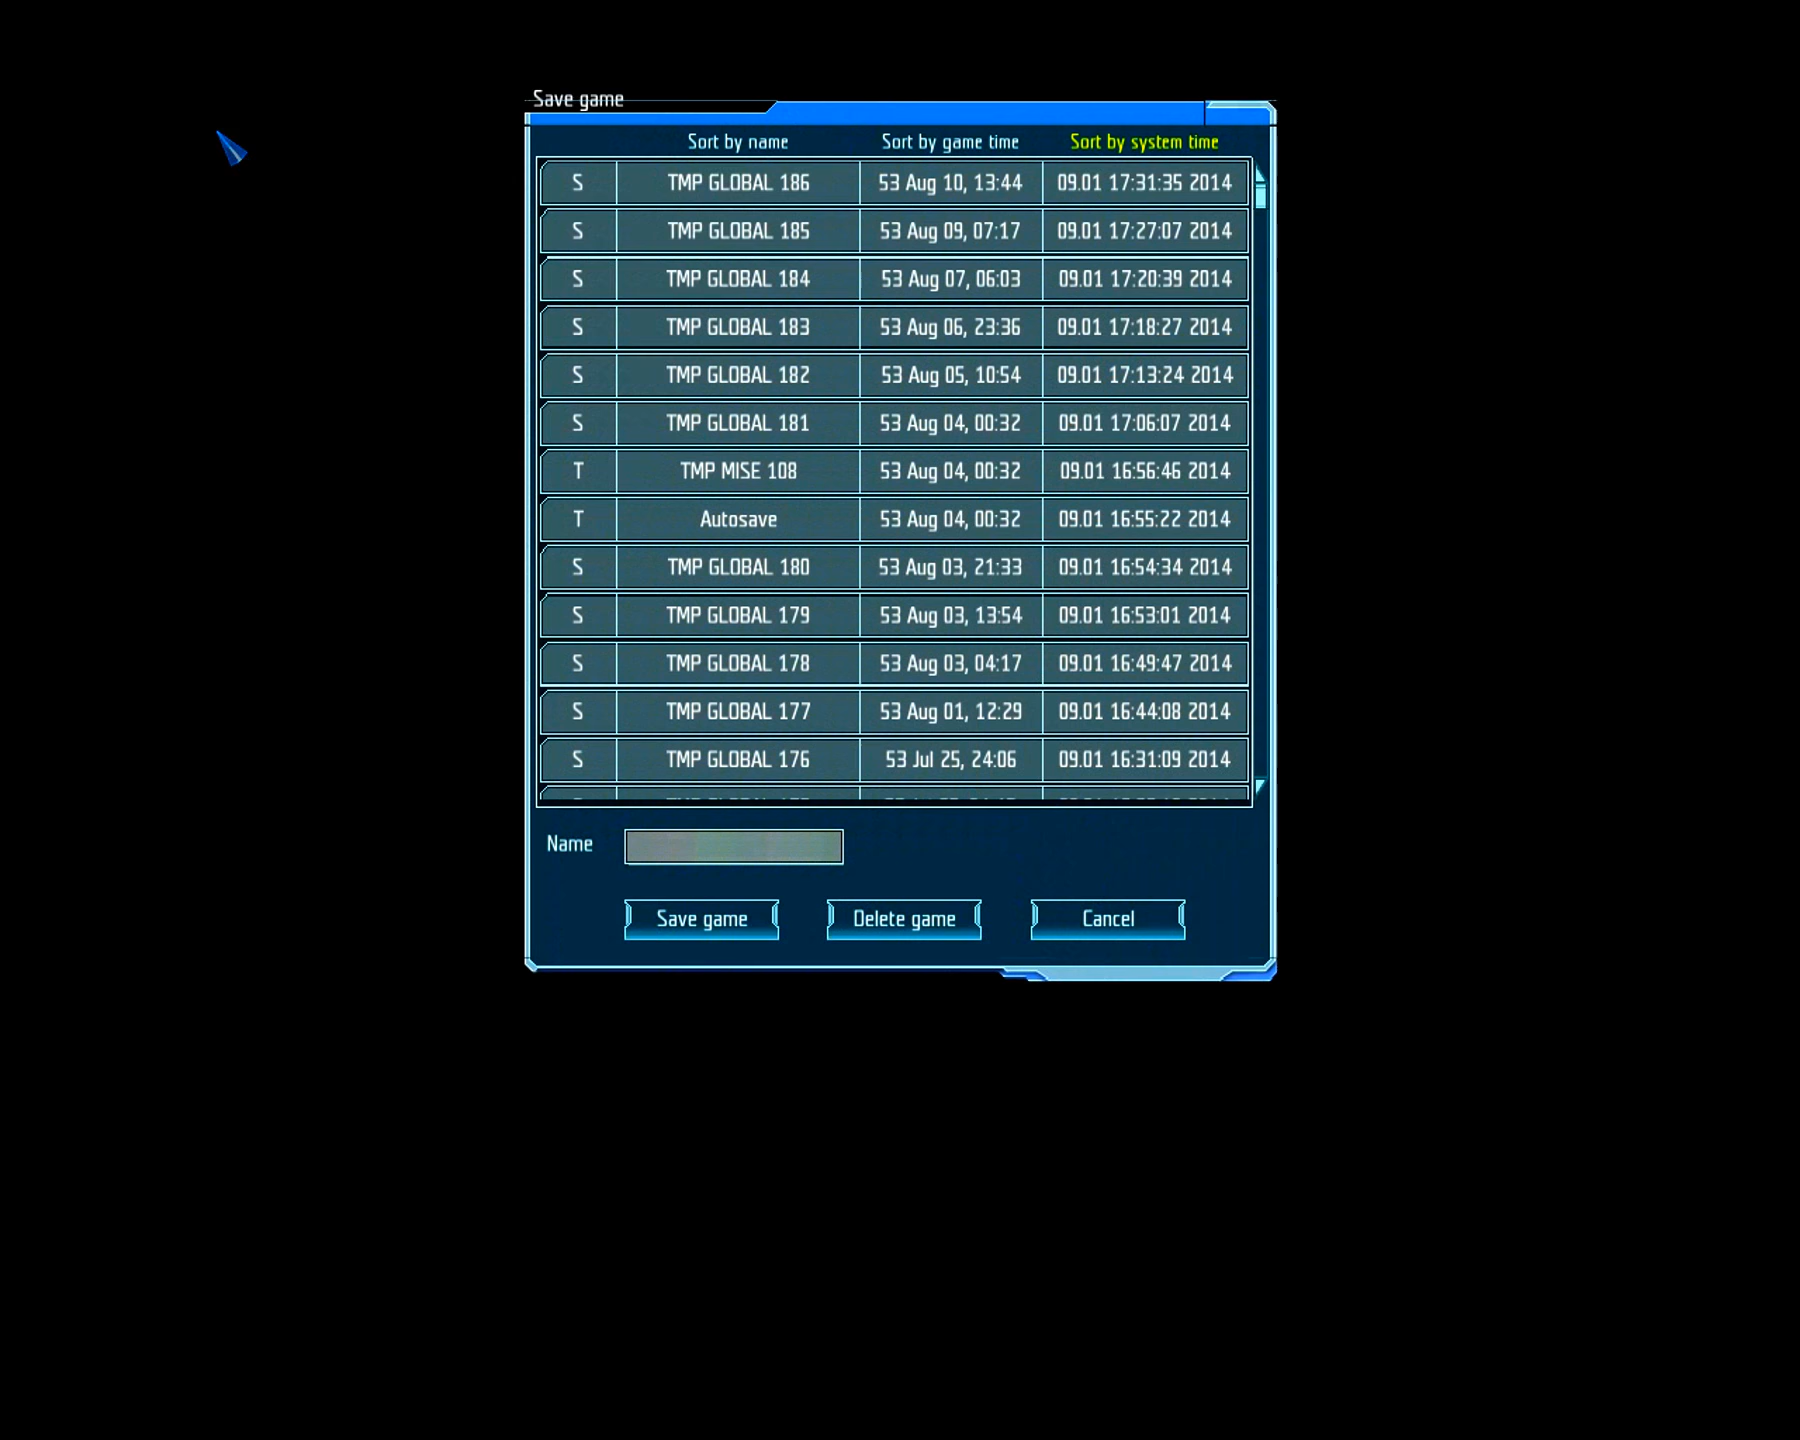 Save game
Sort by name Sort by game time Sort by system time
S TMP GLOBAL 186 53 Aug 10, 13:44 09.01 17:31:35 2014
S TMP GLOBAL 185 53 Aug 09, 07:17 09.01 17:27:07 2014
S TMP GLOBAL 184 53 Aug 07, 06:03 09.01 17:20:39 2014
S TMP GLOBAL 183 53 Aug 06, 23:36 09.01 17:18:27 2014
S TMP GLOBAL 182 53 Aug 05, 10:54 09.01 17:13:24 2014
S TMP GLOBAL 181 53 Aug 04, 00:32 09.01 17:06:07 2014
T TMP MISE 108 53 Aug 04, 00:32 09.01 16:56:46 2014
T Autosave 53 Aug 04, 00:32 09.01 16:55:22 2014
S TMP GLOBAL 180 53 Aug 03, 21:33 09.01 16:54:34 2014
S TMP GLOBAL 179 53 Aug 03, 13:54 09.01 16:53:01 2014
S TMP GLOBAL 178 53 Aug 03, 04:17 09.01 16:49:47 2014
S TMP GLOBAL 177 53 Aug 01, 12:29 09.01 16:44:08 2014
S TMP GLOBAL 176 53 Jul 25, 24:06 09.01 16:31:09 2014
Name
Save game Delete game Cancel